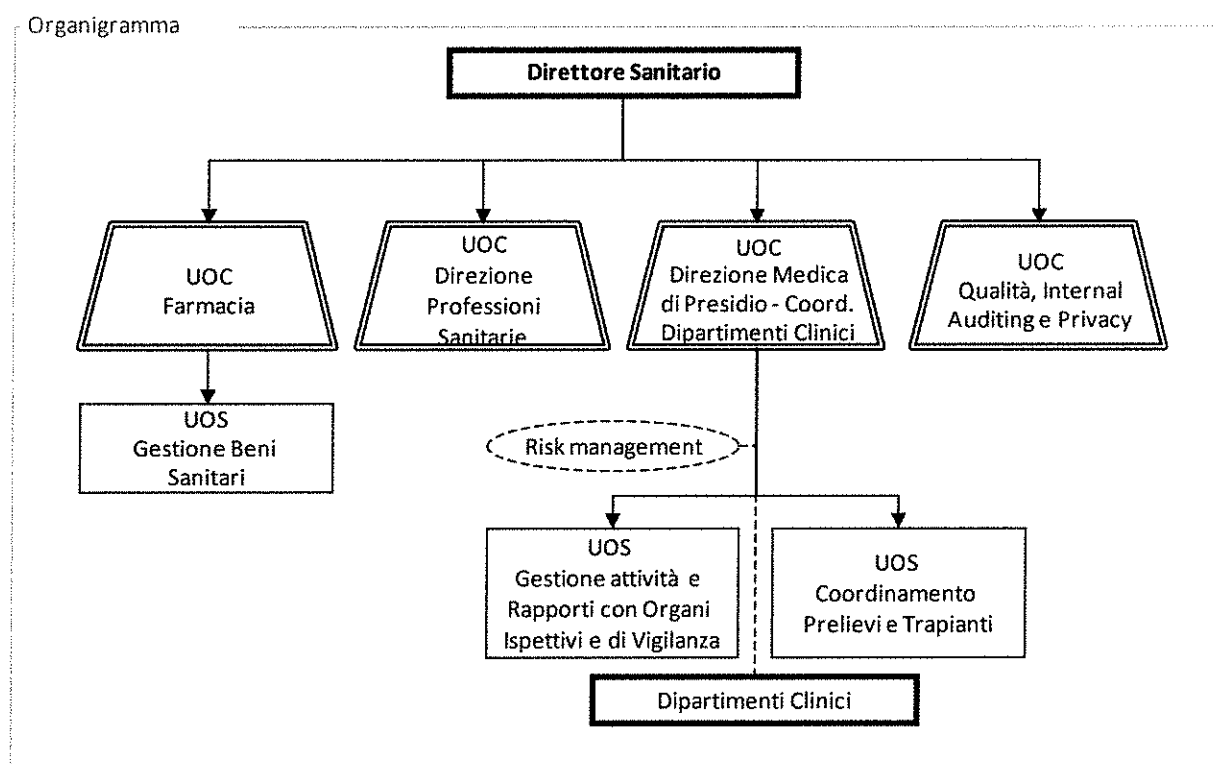 Organigramma
Direttore Sanitario
UOC
Farmacia
UOC
Direzione
Professioni
Sanitarie
UOC
Direzione Medica
di Presidio - Coord.
Dipartimenti Clinici
UOC
Qualità, Internal
Auditing e Privacy
UOS
Gestione Beni
Sanitari
Risk management
UOS
Gestione attività e
Rapporti con Organi
Ispettivi e di Vigilanza
UOS
Coordinamento
Prelievi e Trapianti
Dipartimenti Clinici